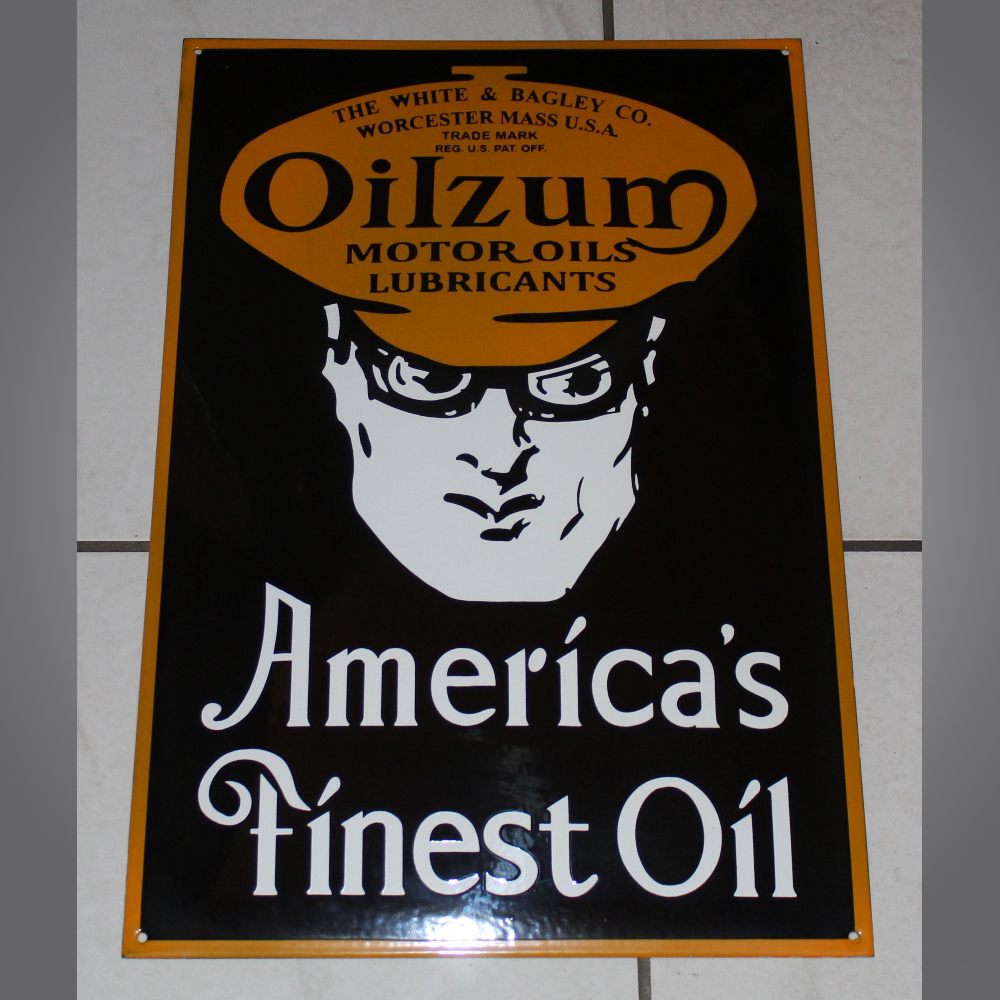 THE WHITE & BAGLEY CO.
WORCESTER MASS U.S.A.
TRADE MARK
REG. U.S. PAT. OFF.
Oilzum
MOTOR OILS
LUBRICANTS
America's
Finest Oil